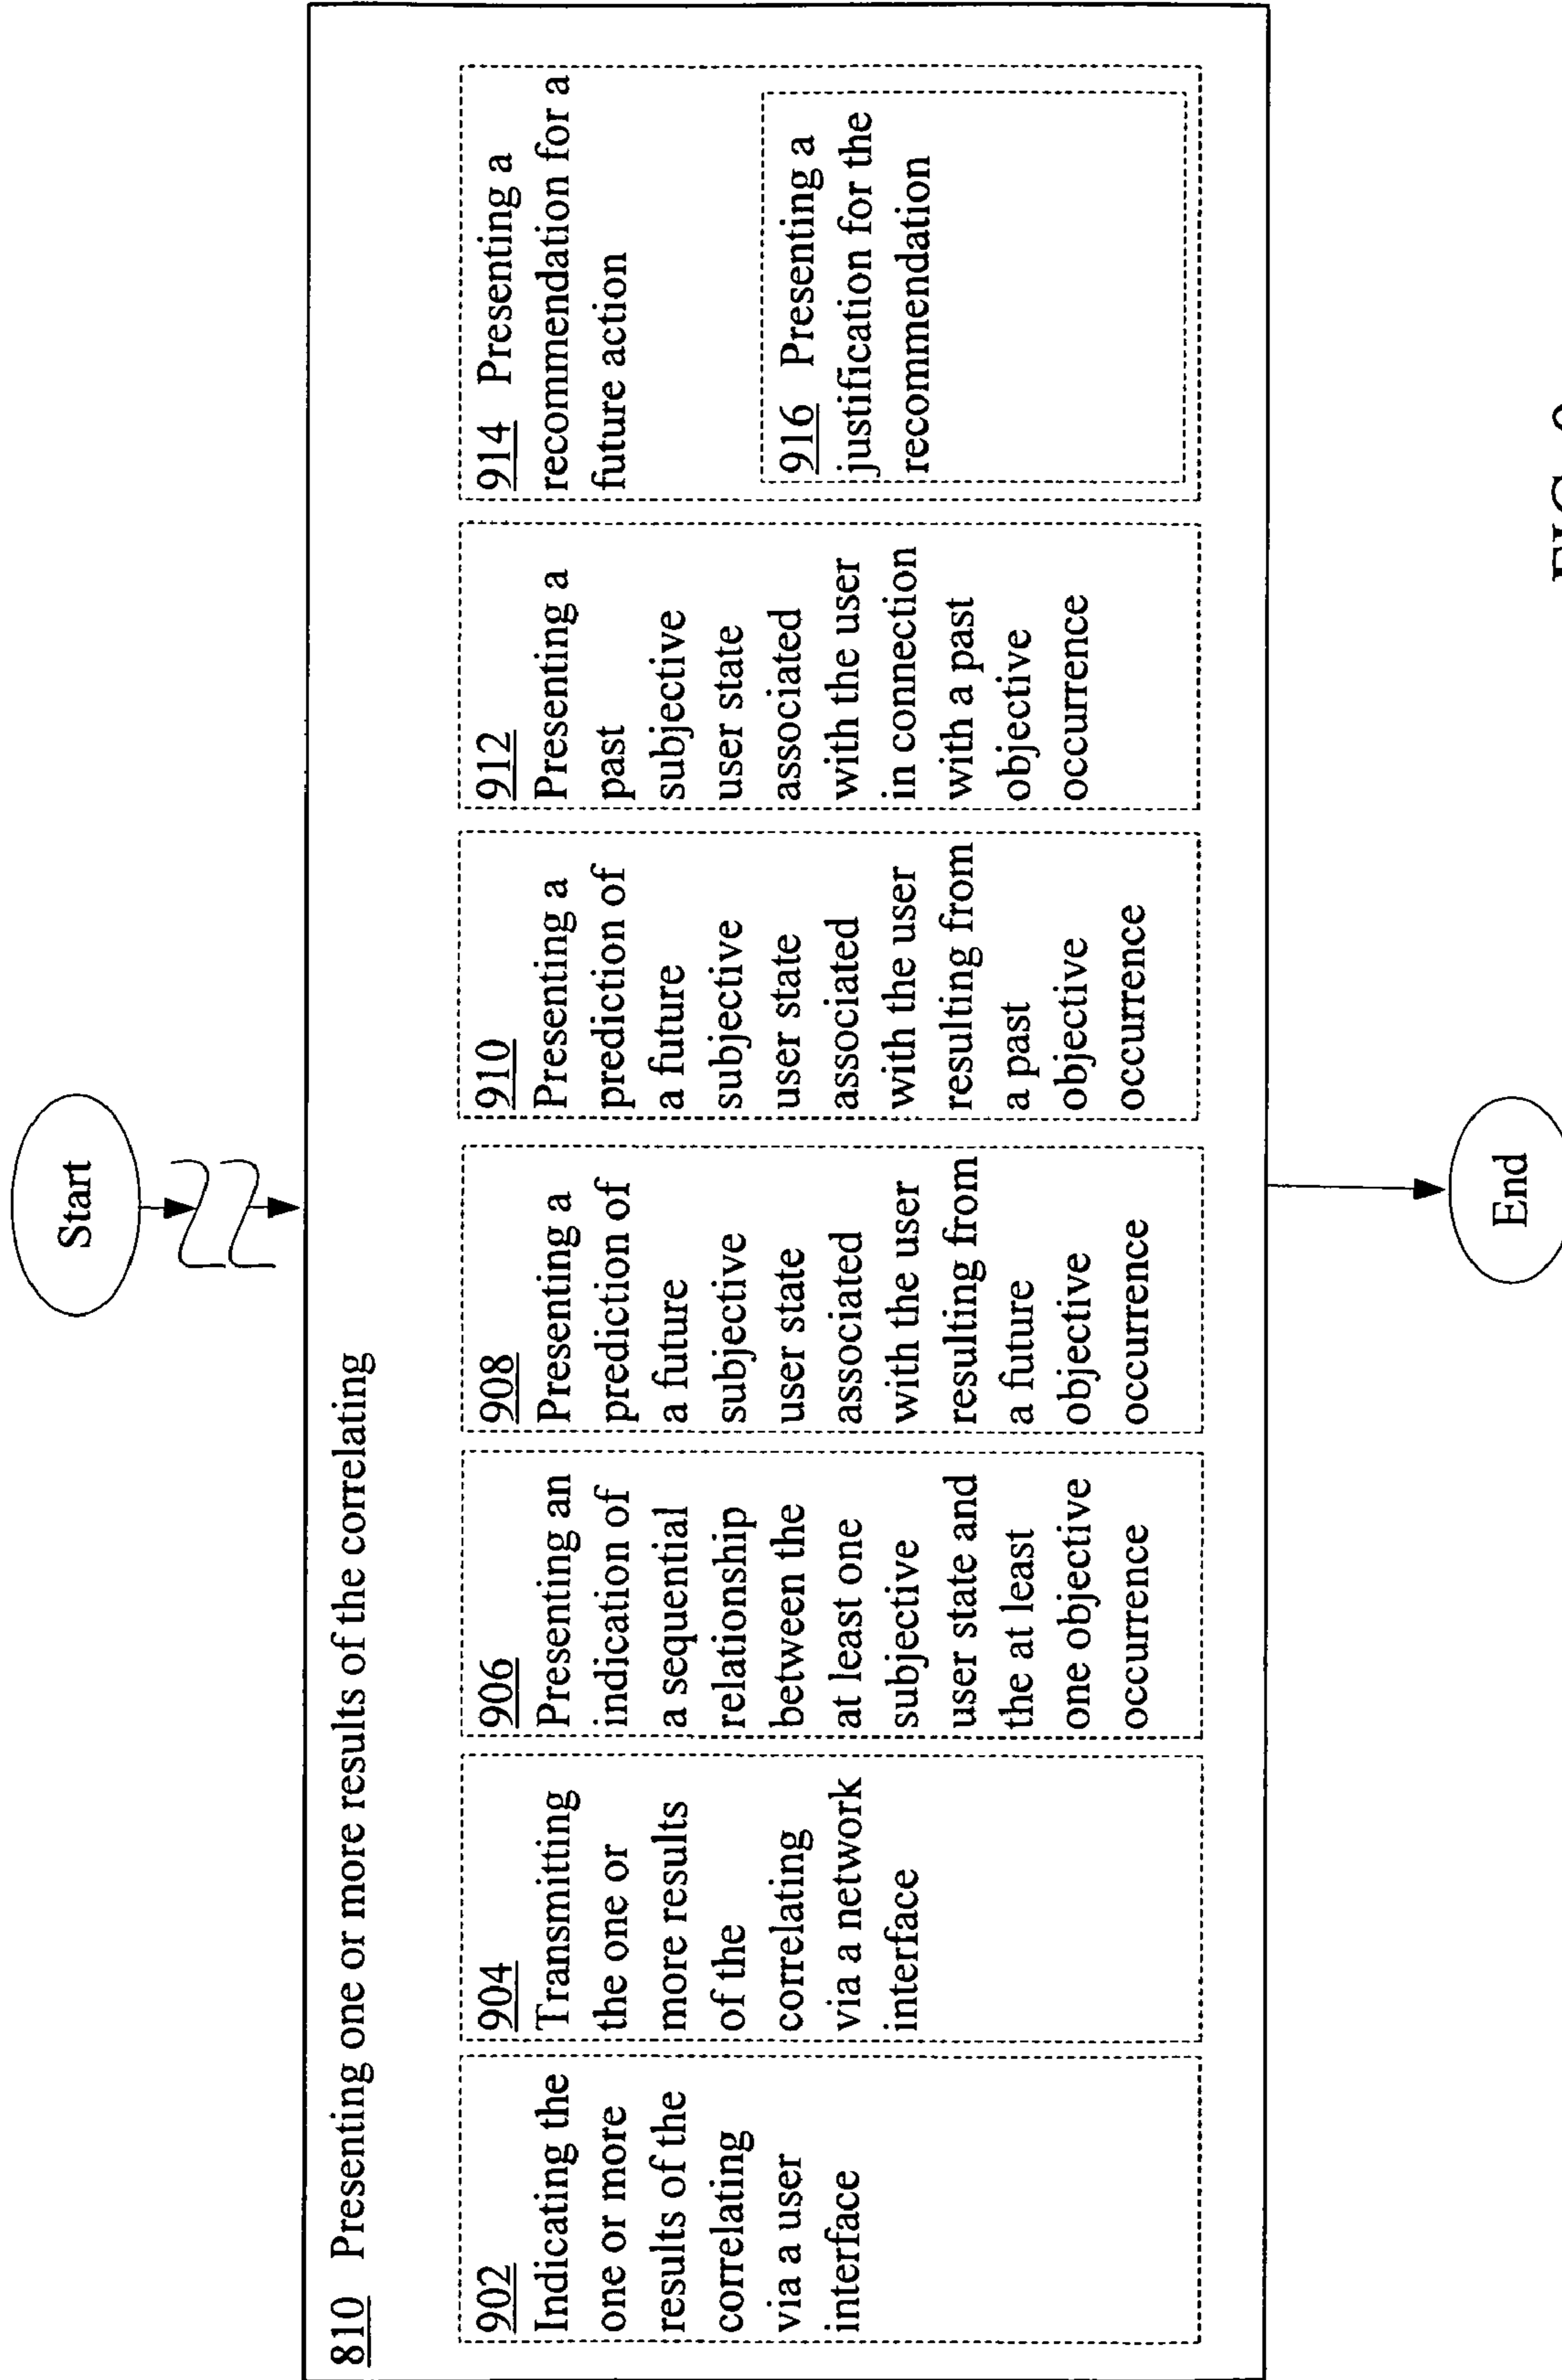 Start
810 Presenting one or more results of the correlating
902
Indicating the
one or more
results of the
correlating
via a user
interface
904
Transmitting
the one or
more results
of the
correlating
via a network
interface
906
Presenting an
indication of
a sequential
relationship
between the
at least one
subjective
user state and
the at least
one objective
occurrence
908
Presenting a
prediction of
a future
subjective
user state
associated
with the user
resulting from
a future
objective
occurrence
910
Presenting a
prediction of
a future
subjective
user state
associated
with the user
resulting from
a past
objective
occurrence
912
Presenting a
past
subjective
user state
associated
with the user
in connection
with a past
objective
occurrence
914 Presenting a
recommendation for a
future action
916 Presenting a
justification for the
recommendation
End